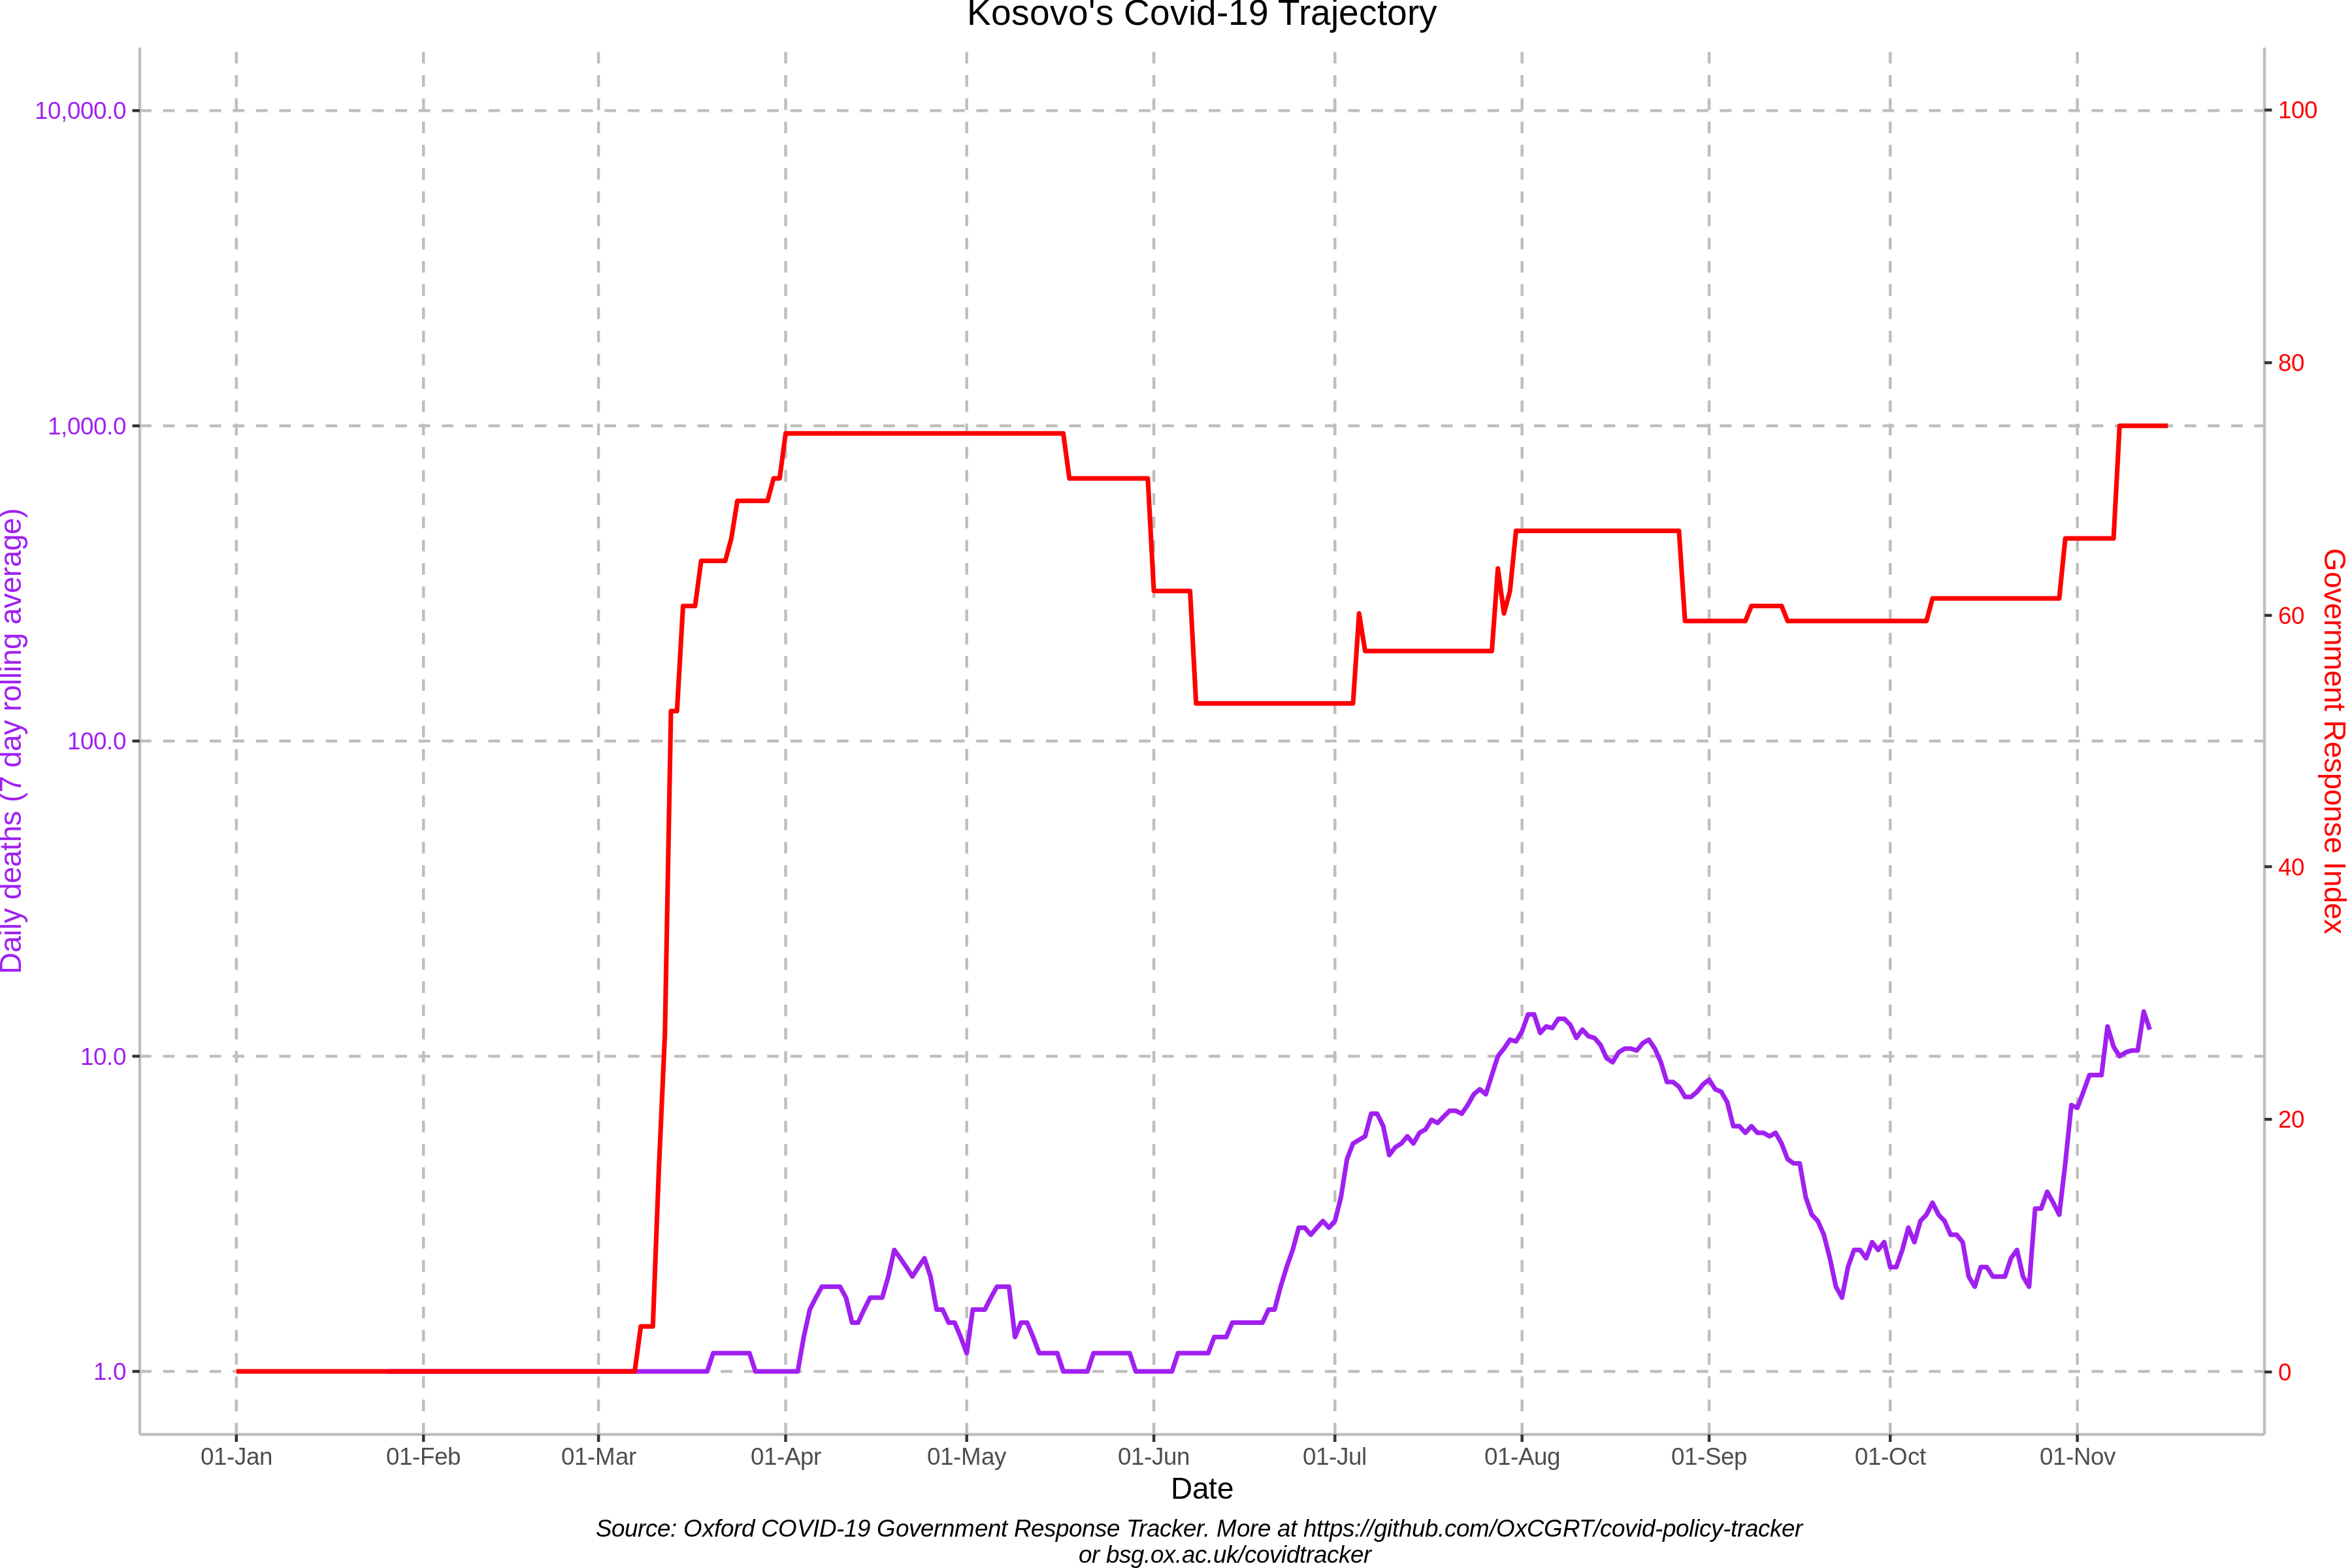 Kosovo's Covid-19 Trajectory
10,000.0
1,000.0
100.0
10.0
1.0
Daily deaths (7 day rolling average)
100
80
60
40
20
0
Government Response Index
01-Jan
01-Feb
01-Mar
01-Apr
01-May
01-Jun
01-Jul
01-Aug
01-Sep
01-Oct
01-Nov
Date
Source: Oxford COVID-19 Government Response Tracker. More at https://github.com/OxCGRT/covid-policy-tracker
or bsg.ox.ac.uk/covidtracker